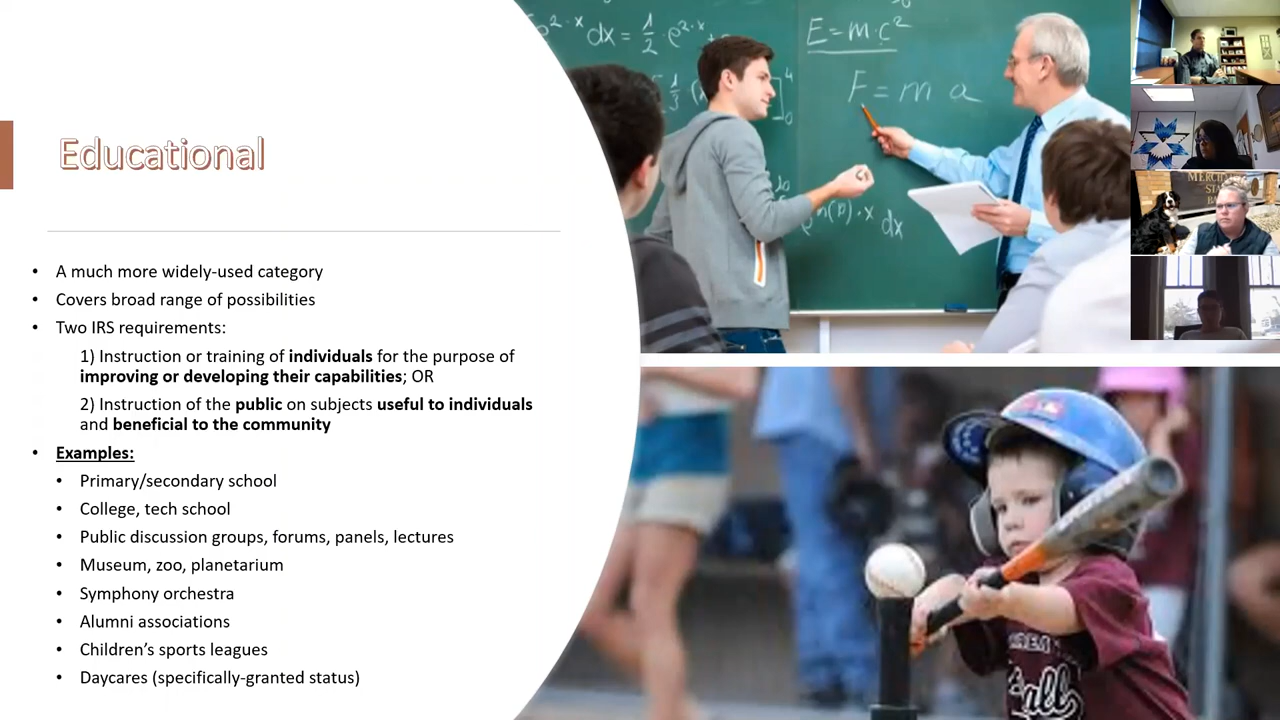 Educational
• A much more widely-used category
• Covers broad range of possibilities
• Two IRS requirements:
1) Instruction or training of individuals for the purpose of
improving or developing their capabilities; OR
2) Instruction of the public on subjects useful to individuals
and beneficial to the community
• Examples:
• Primary/secondary school
• College, tech school
• Public discussion groups, forums, panels, lectures
• Museum, zoo, planetarium
• Symphony orchestra
• Alumni associations
• Children’s sports leagues
• Daycares (specifically-granted status)
E=m·c²
F = m a
dx